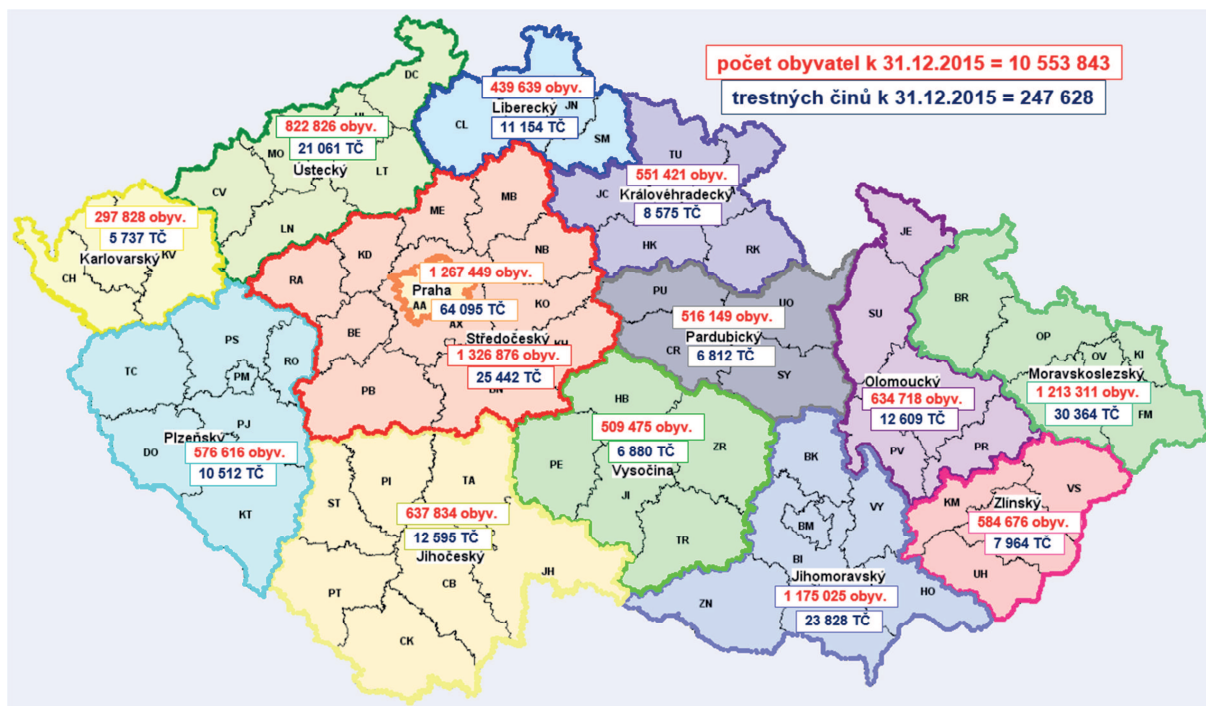 počet obyvatel k 31.12.2015 = 10 553 843
trestných činů k 31.12.2015 = 247 628
DC
MO
LT
CV
LN
822 826 obyv.
21 061 TČ
Ústecký
439 639 obyv.
Liberecký
11 154 TČ
CL
JN
SM
TU
551 421 obyv.
Královéhradecký
8 575 TČ
JC
HK
RK
297 828 obyv.
5 737 TČ
Karlovarský
KV
CH
MB
ME
KD
NB
RA
1 267 449 obyv.
Praha
64 095 TČ
AA
KO
BE
AX
Středočeský
1 326 876 obyv.
25 442 TČ
PB
PU
UO
516 149 obyv.
Pardubický
6 812 TČ
CR
SY
JE
SU
Olomoucký
634 718 obyv.
12 609 TČ
PV
PR
BR
OP
OV
KI
Moravskoslezský
1 213 311 obyv.
30 364 TČ
FM
TC
PS
RO
PM
PJ
Plzeňský
576 616 obyv.
10 512 TČ
DO
KT
HB
509 475 obyv.
6 880 TČ
Vysočina
PE
ZR
JI
TR
PI
TA
ST
637 834 obyv.
12 595 TČ
Jihočeský
CB
JH
PT
CK
BK
VY
BM
BI
Jihomoravský
1 175 025 obyv.
23 828 TČ
ZN
HO
VS
KM
Zlínský
584 676 obyv.
7 964 TČ
UH